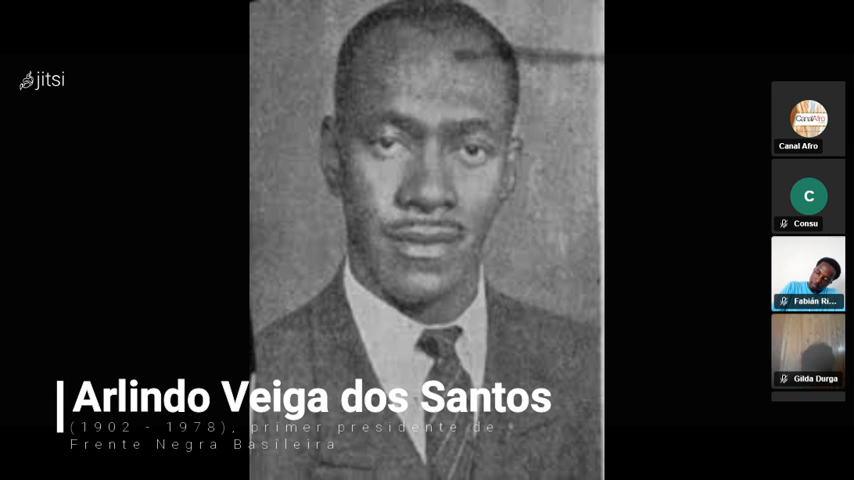 jitsi
Arlindo Veiga dos Santos
(1902 - 1978), primer presidente de
Frente Negra Basileira
CanalAfro
Canal Afro
C
Consu
Fabián Ri...
Gilda Durga